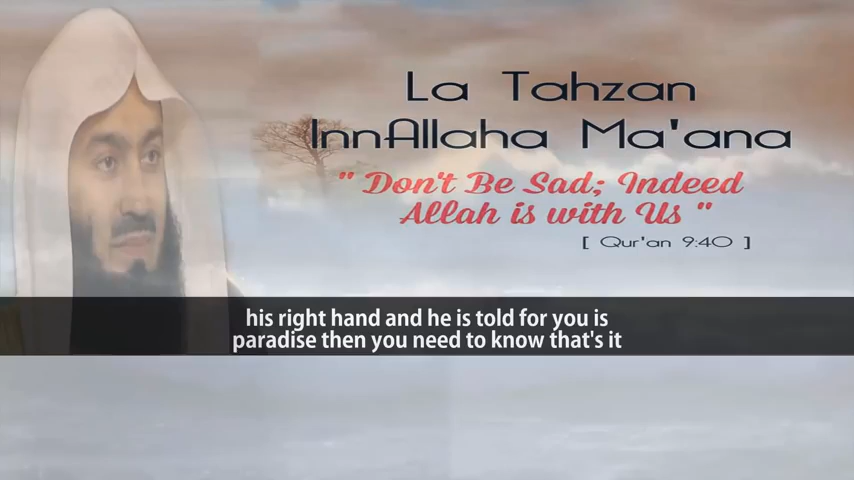 La Tahzan
InnAllaha Ma'ana
" Don't Be Sad; Indeed
Allah is with Us "
[ Qur'an 9:40 ]
his right hand and he is told for you is
paradise then you need to know that's it